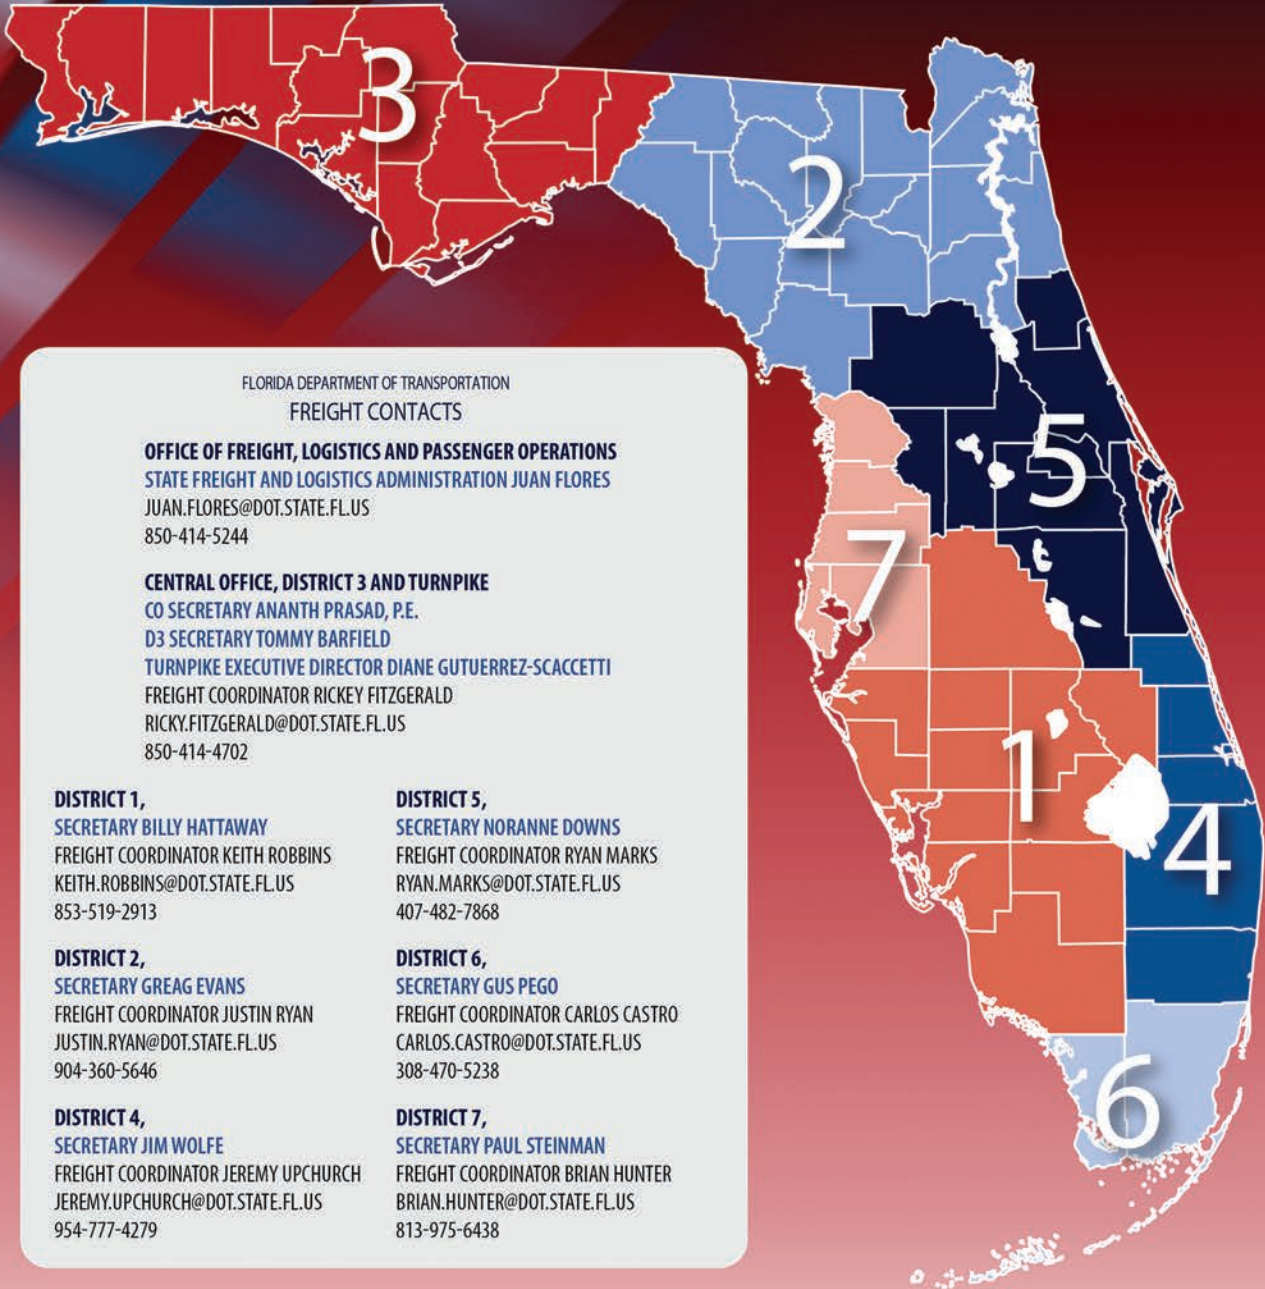 3
2
5
7
1
4
6
FLORIDA DEPARTMENT OF TRANSPORTATION
FREIGHT CONTACTS
OFFICE OF FREIGHT, LOGISTICS AND PASSENGER OPERATIONS
STATE FREIGHT AND LOGISTICS ADMINISTRATION JUAN FLORES
JUAN.FLORES@DOT.STATE.FL.US
850-414-5244
CENTRAL OFFICE, DISTRICT 3 AND TURNPIKE
CO SECRETARY ANANTH PRASAD, P.E.
D3 SECRETARY TOMMY BARFIELD
TURNPIKE EXECUTIVE DIRECTOR DIANE GUTUERREZ-SCACCETTI
FREIGHT COORDINATOR RICKEY FITZGERALD
RICKY.FITZGERALD@DOT.STATE.FL.US
850-414-4702
DISTRICT 1,
SECRETARY BILLY HATTAWAY
FREIGHT COORDINATOR KEITH ROBBINS
KEITH.ROBBINS@DOT.STATE.FL.US
853-519-2913
DISTRICT 2,
SECRETARY GREAG EVANS
FREIGHT COORDINATOR JUSTIN RYAN
JUSTIN.RYAN@DOT.STATE.FL.US
904-360-5646
DISTRICT 4,
SECRETARY JIM WOLFE
FREIGHT COORDINATOR JEREMY UPCHURCH
JEREMY.UPCHURCH@DOT.STATE.FL.US
954-777-4279
DISTRICT 5,
SECRETARY NORANNE DOWNS
FREIGHT COORDINATOR RYAN MARKS
RYAN.MARKS@DOT.STATE.FL.US
407-482-7868
DISTRICT 6,
SECRETARY GUS PEGO
FREIGHT COORDINATOR CARLOS CASTRO
CARLOS.CASTRO@DOT.STATE.FL.US
308-470-5238
DISTRICT 7,
SECRETARY PAUL STEINMAN
FREIGHT COORDINATOR BRIAN HUNTER
BRIAN.HUNTER@DOT.STATE.FL.US
813-975-6438